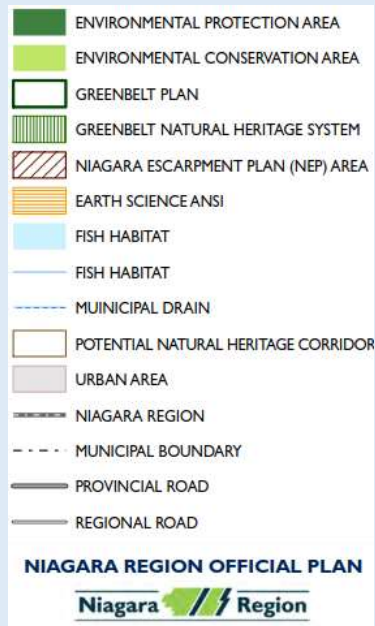 ENVIRONMENTAL PROTECTION AREA
ENVIRONMENTAL CONSERVATION AREA
GREENBELT PLAN
GREENBELT NATURAL HERITAGE SYSTEM
NIAGARA ESCARPMENT PLAN (NEP) AREA
EARTH SCIENCE ANSI
FISH HABITAT
FISH HABITAT
MUINICIPAL DRAIN
POTENTIAL NATURAL HERITAGE CORRIDOR
URBAN AREA
NIAGARA REGION
MUNICIPAL BOUNDARY
PROVINCIAL ROAD
REGIONAL ROAD
NIAGARA REGION OFFICIAL PLAN
Niagara Region